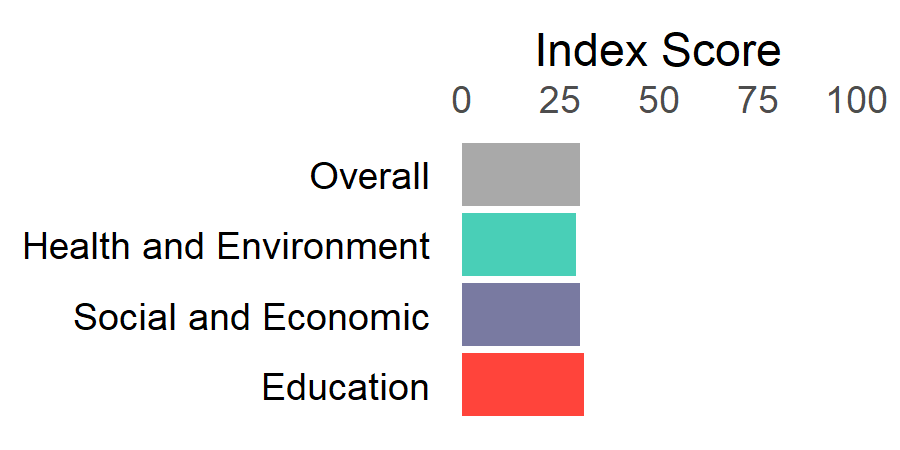 Index Score
0 25 50 75 100
Overall
Health and Environment
Social and Economic
Education